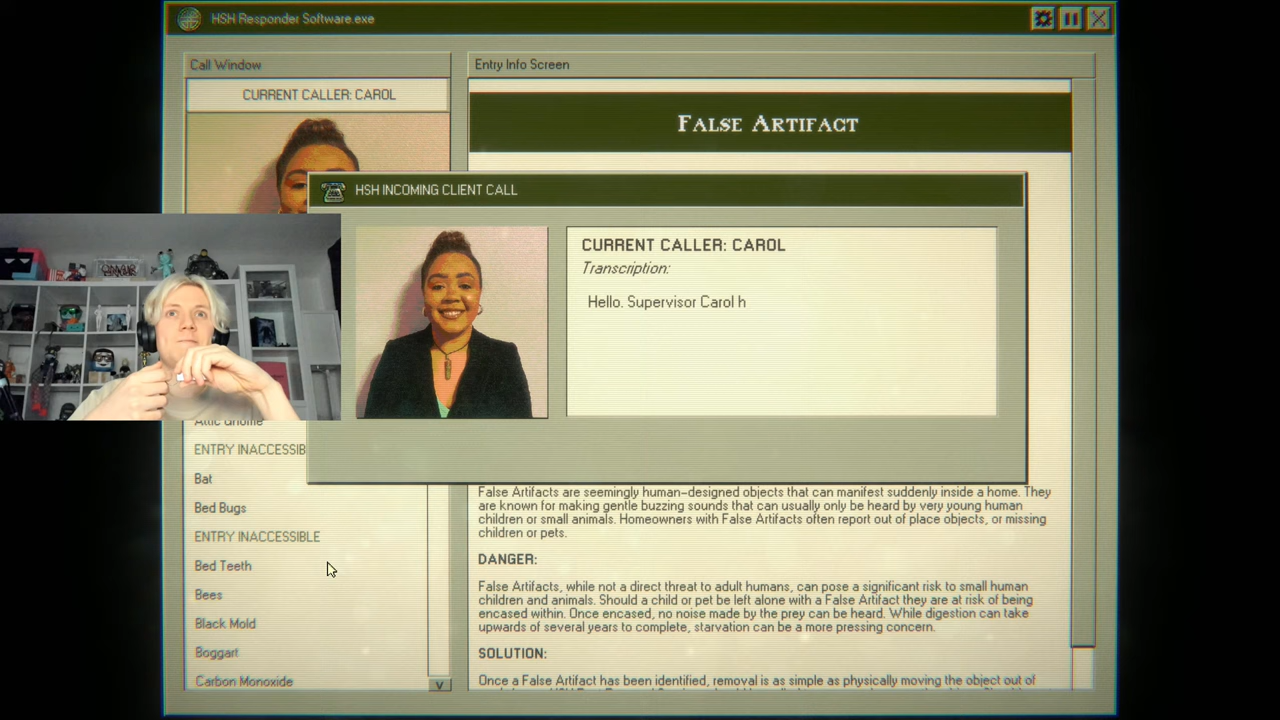 HSH Responder Software.exe
Call Window
Entry Info Screen
CURRENT CALLER: CAROL
FALSE ARTIFACT
HSH INCOMING CLIENT CALL
CURRENT CALLER: CAROL
Transcription:
Hello. Supervisor Carol h
Attic Gnome
ENTRY INACCESSIB
Bat
Bed Bugs
ENTRY INACCESSIBLE
Bed Teeth
Bees
Black Mold
Boggart
Carbon Monoxide
False Artifacts are seemingly human-designed objects that can manifest suddenly inside a home. They
are known for making gentle buzzing sounds that can usually only be heard by very young human
children or small animals. Homeowners with False Artifacts often report out of place objects, or missing
children or pets.
DANGER:
False Artifacts, while not a direct threat to adult humans, can pose a significant risk to small human
children and animals. Should a child or pet be left alone with a False Artifact they are at risk of being
encased within. Once encased, no noise made by the prey can be heard. While digestion can take
upwards of several years to complete, starvation can be a more pressing concern.
SOLUTION:
Once a False Artifact has been identified, removal is as simple as physically moving the object out of